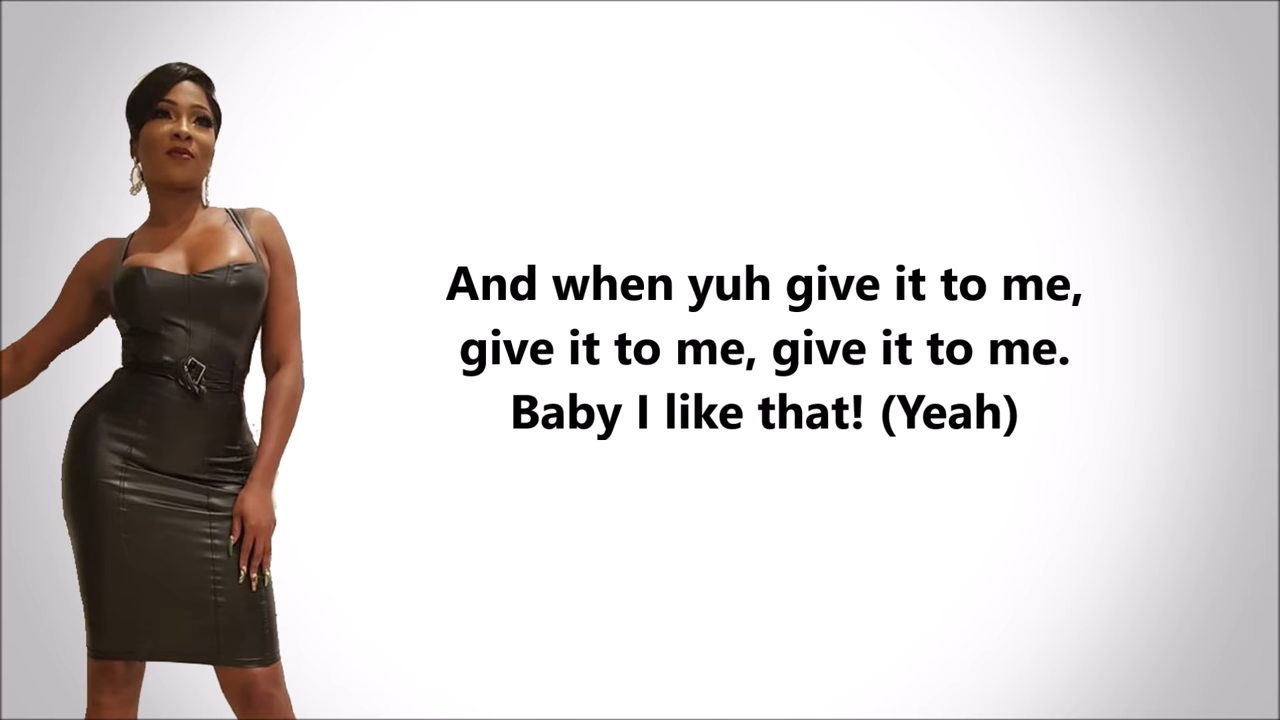 And when yuh give it to me,
give it to me, give it to me.
Baby I like that! (Yeah)